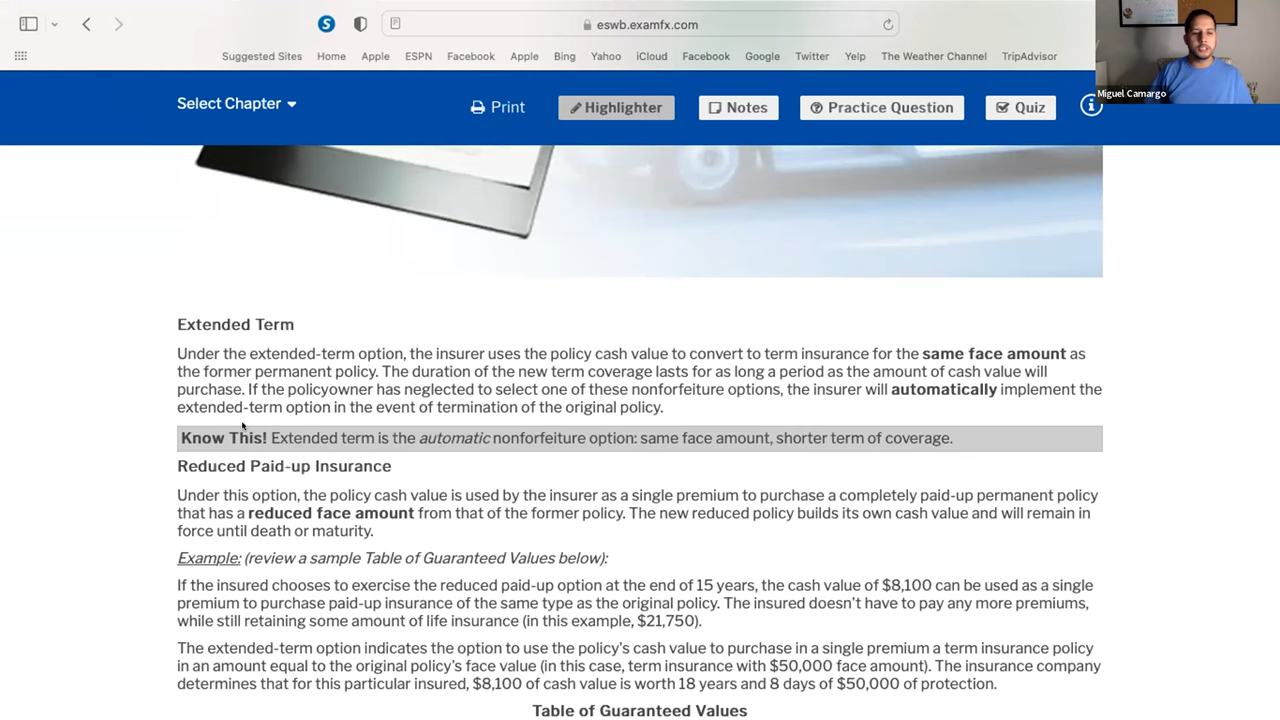 eswb.examfx.com
Suggested Sites Home Apple ESPN Facebook Apple Bing Yahoo iCloud Facebook Google Twitter Yelp The Weather Channel TripAdvisor
Miguel Camargo
Select Chapter
Print
Highlighter
Notes
Practice Question
Quiz
Extended Term
Under the extended-term option, the insurer uses the policy cash value to convert to term insurance for the same face amount as
the former permanent policy. The duration of the new term coverage lasts for as long a period as the amount of cash value will
purchase. If the policyowner has neglected to select one of these nonforfeiture options, the insurer will automatically implement the
extended-term option in the event of termination of the original policy.
Know This! Extended term is the automatic nonforfeiture option: same face amount, shorter term of coverage.
Reduced Paid-up Insurance
Under this option, the policy cash value is used by the insurer as a single premium to purchase a completely paid-up permanent policy
that has a reduced face amount from that of the former policy. The new reduced policy builds its own cash value and will remain in
force until death or maturity.
Example: (review a sample Table of Guaranteed Values below):
If the insured chooses to exercise the reduced paid-up option at the end of 15 years, the cash value of $8,100 can be used as a single
premium to purchase paid-up insurance of the same type as the original policy. The insured doesn't have to pay any more premiums,
while still retaining some amount of life insurance (in this example, $21,750).
The extended-term option indicates the option to use the policy's cash value to purchase in a single premium a term insurance policy
in an amount equal to the original policy's face value (in this case, term insurance with $50,000 face amount). The insurance company
determines that for this particular insured, $8,100 of cash value is worth 18 years and 8 days of $50,000 of protection.
Table of Guaranteed Values